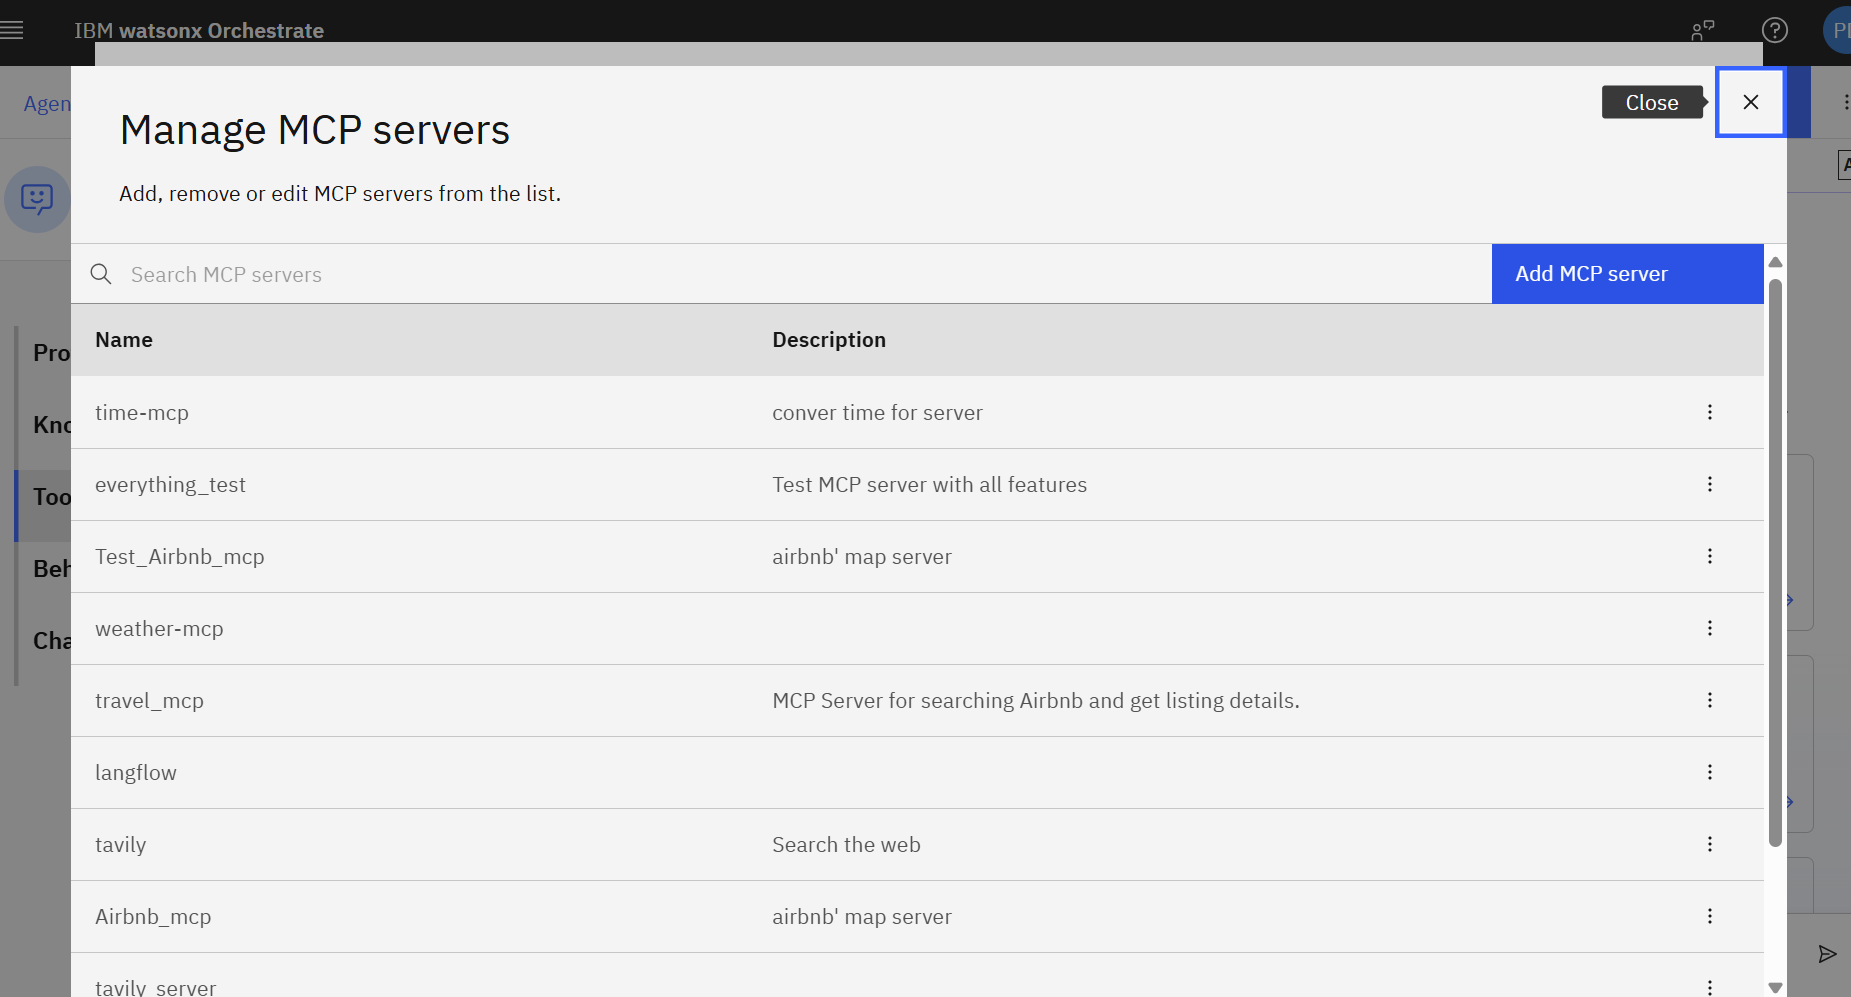 IBM watsonx Orchestrate
Agen
Manage MCP servers
Close
Add, remove or edit MCP servers from the list.
Search MCP servers
Add MCP server
Name Description
time-mcp conver time for server
everything_test Test MCP server with all features
Test_Airbnb_mcp airbnb' map server
weather-mcp
travel_mcp MCP Server for searching Airbnb and get listing details.
langflow
tavily Search the web
Airbnb_mcp airbnb' map server
tavily_server
Pro
Kno
Too
Beh
Cha